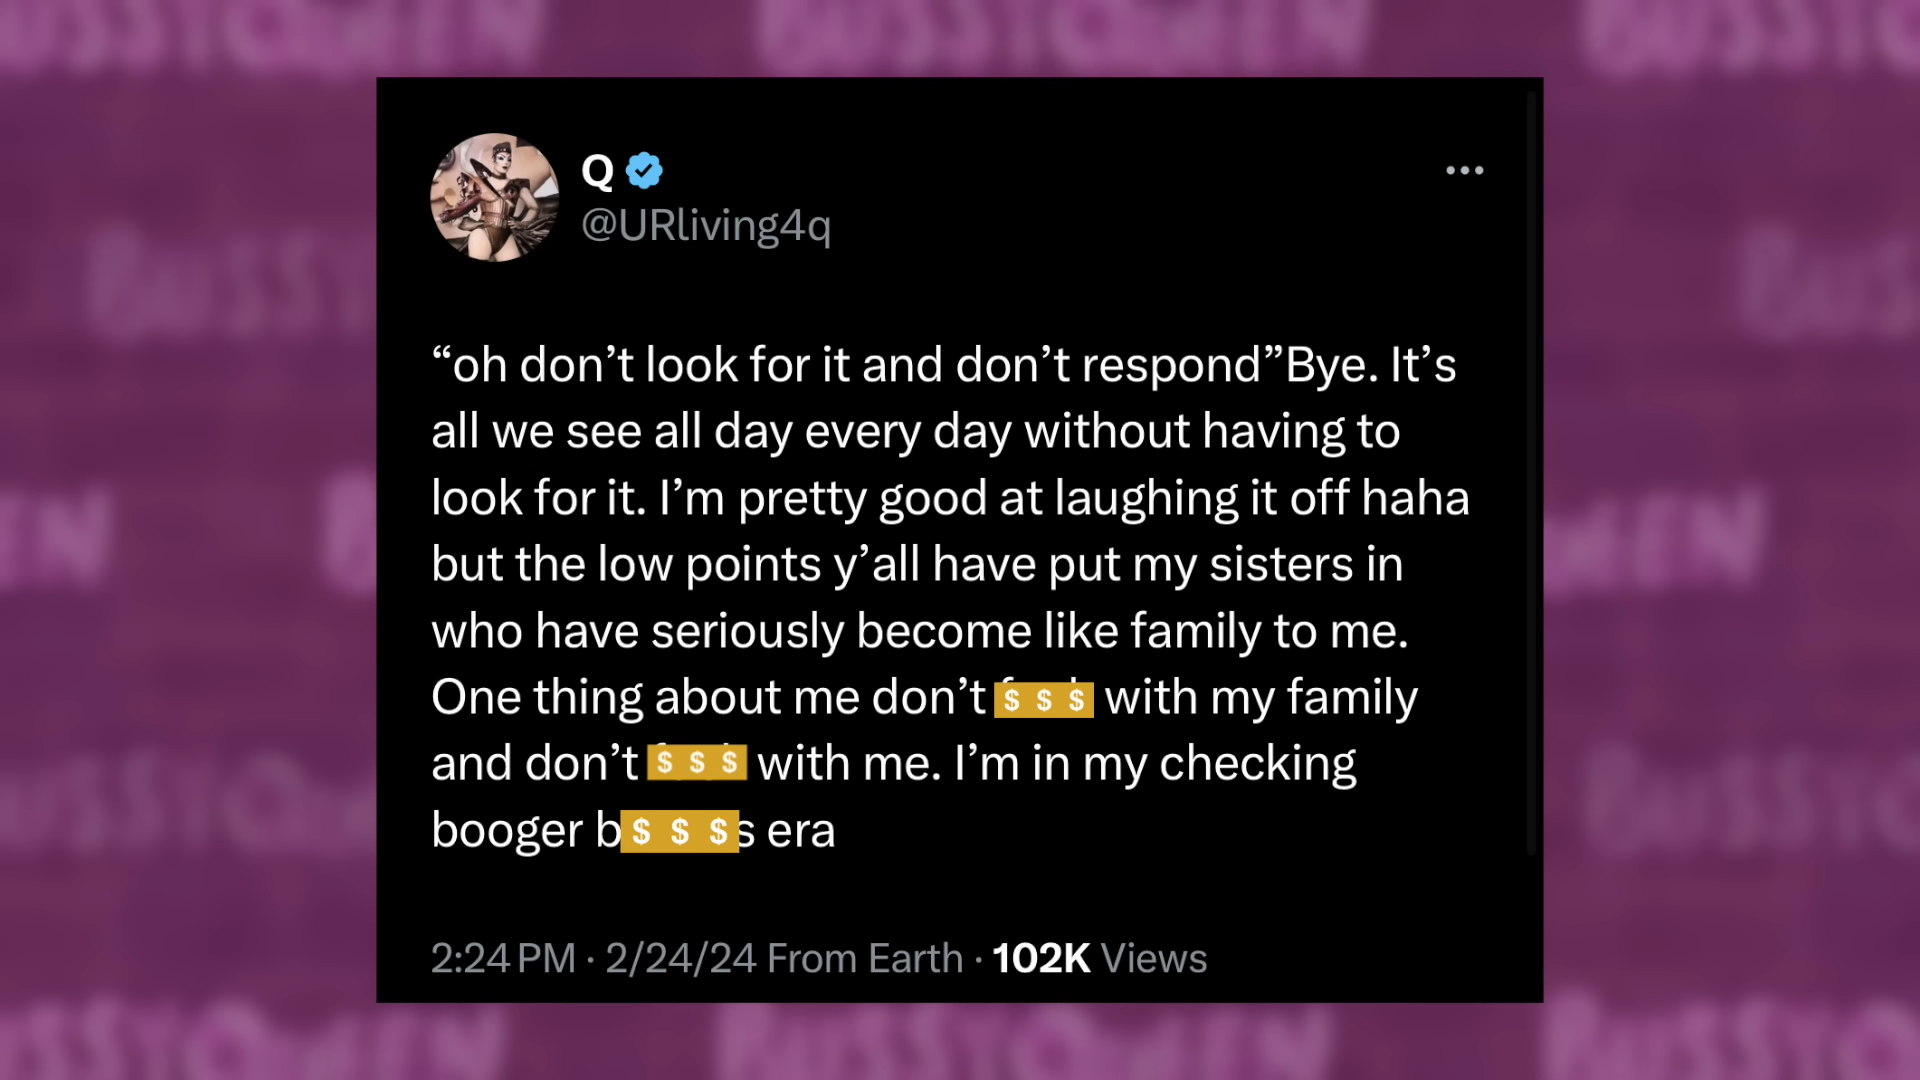 BUSSYQUEEN BUSSYQUEEN BUSSYQU
Q
@URliving4q
“oh don’t look for it and don’t respond”Bye. It’s
all we see all day every day without having to
look for it. I’m pretty good at laughing it off haha
but the low points y’all have put my sisters in
who have seriously become like family to me.
One thing about me don’t $ $ $ with my family
and don’t $ $ $ with me. I’m in my checking
booger b$ $ $s era
2:24 PM · 2/24/24 From Earth · 102K Views